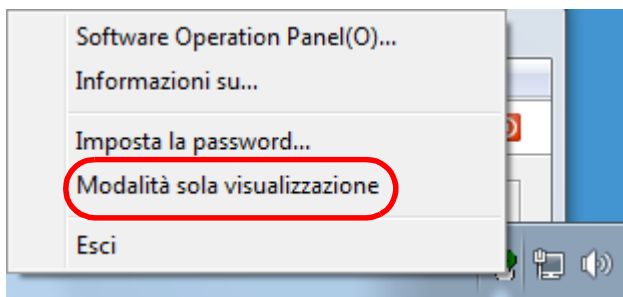 Software Operation Panel(O)...
Informazioni su...
Imposta la password...
Modalità sola visualizzazione
Esci